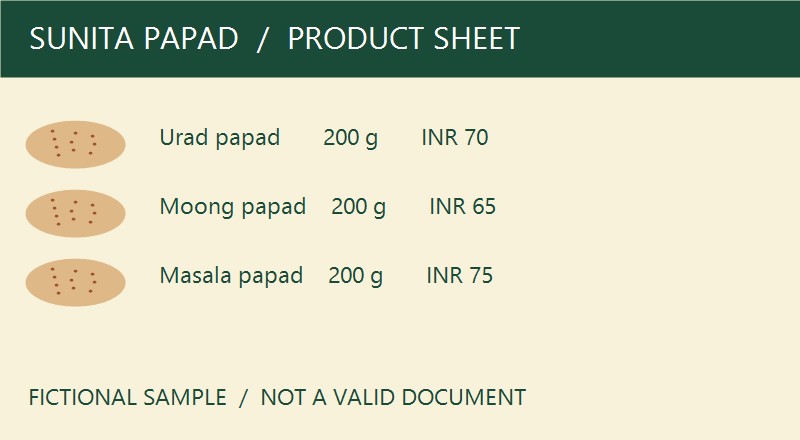 SUNITA PAPAD / PRODUCT SHEET
Urad papad 200 g INR 70
Moong papad 200 g INR 65
Masala papad 200 g INR 75
FICTIONAL SAMPLE / NOT A VALID DOCUMENT